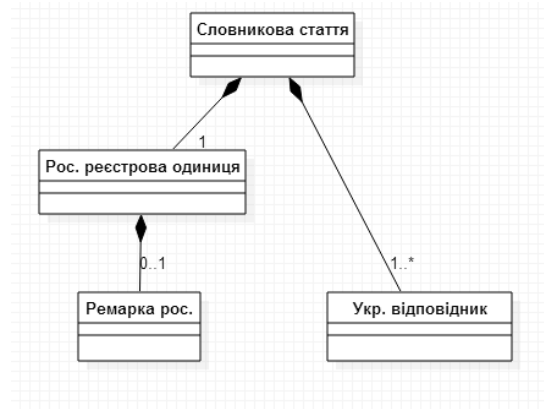 Словникова стаття
1
Рос. реєстрова одиниця
0..1
1..*
Ремарка рос.
Укр. відповідник